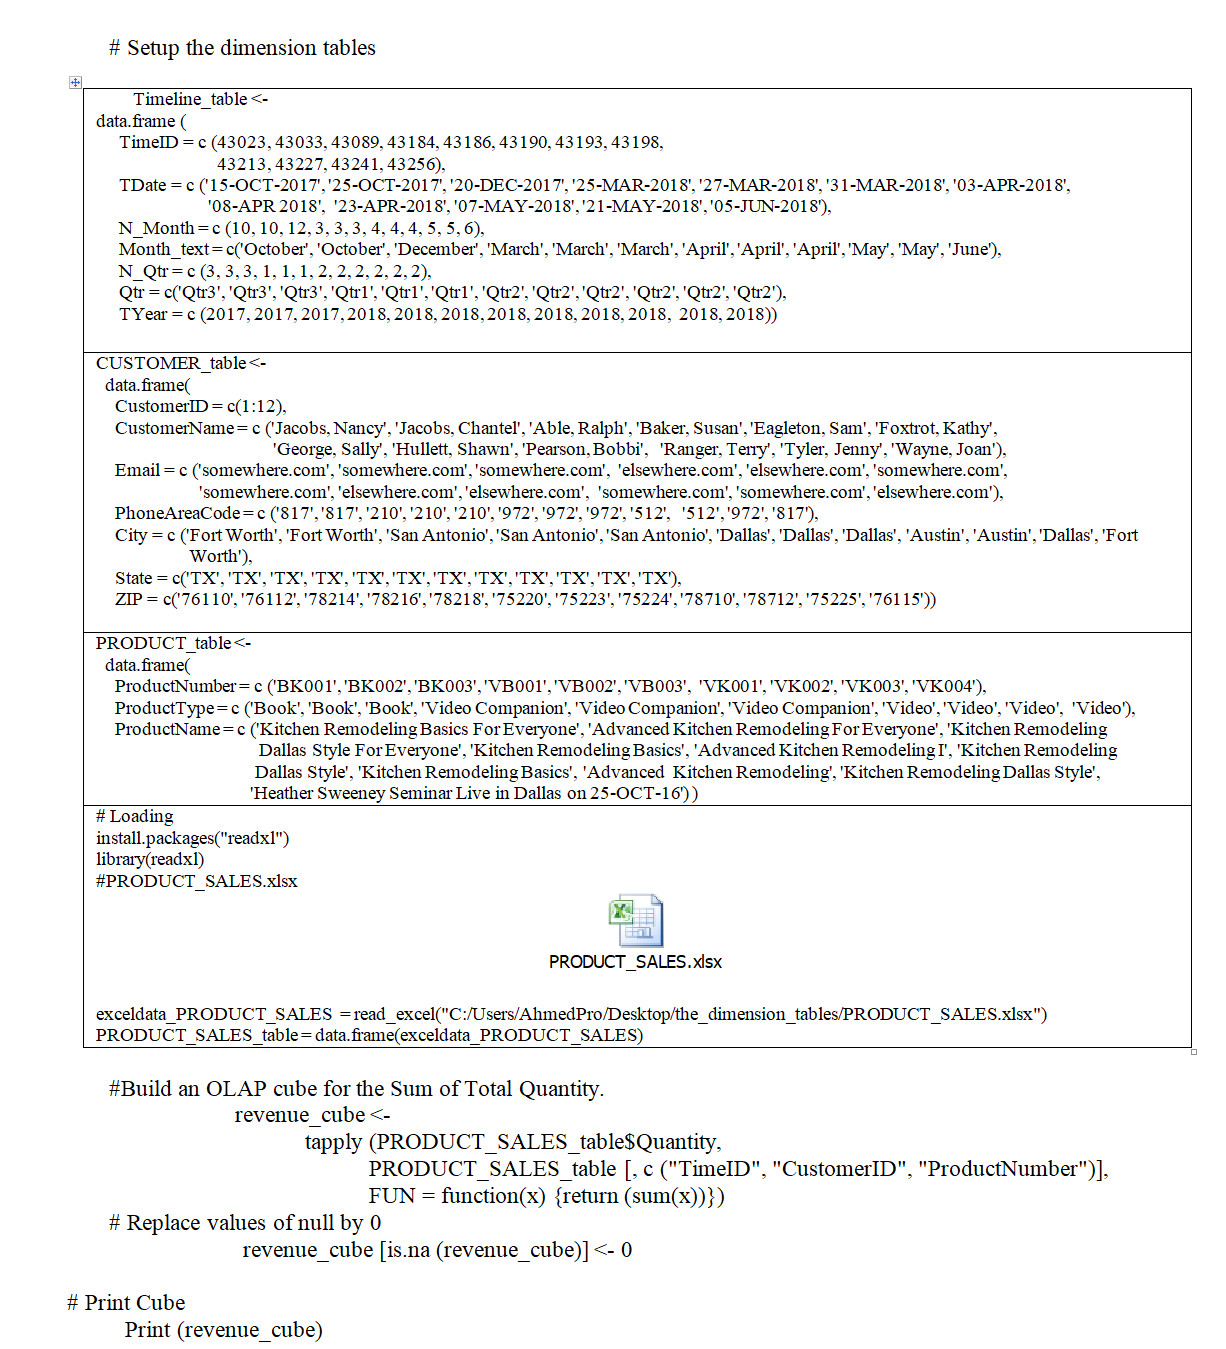 # Setup the dimension tables
Timeline_table <-
data.frame (
TimeID = c (43023, 43033, 43089, 43184, 43186, 43190, 43193, 43198,
43213, 43227, 43241, 43256),
TDate = c ('15-OCT-2017', '25-OCT-2017', '20-DEC-2017', '25-MAR-2018', '27-MAR-2018', '31-MAR-2018', '03-APR-2018',
'08-APR 2018', '23-APR-2018', '07-MAY-2018', '21-MAY-2018', '05-JUN-2018'),
N_Month = c (10, 10, 12, 3, 3, 3, 4, 4, 4, 5, 5, 6),
Month_text = c('October', 'October', 'December', 'March', 'March', 'March', 'April', 'April', 'April', 'May', 'May', 'June'),
N_Qtr = c (3, 3, 3, 1, 1, 1, 2, 2, 2, 2, 2, 2),
Qtr = c('Qtr3', 'Qtr3', 'Qtr3', 'Qtr1', 'Qtr1', 'Qtr1', 'Qtr2', 'Qtr2', 'Qtr2', 'Qtr2', 'Qtr2', 'Qtr2'),
TYear = c (2017, 2017, 2017, 2018, 2018, 2018, 2018, 2018, 2018, 2018, 2018, 2018))
CUSTOMER_table <-
data.frame(
CustomerID = c(1:12),
CustomerName = c ('Jacobs, Nancy', 'Jacobs, Chantel', 'Able, Ralph', 'Baker, Susan', 'Eagleton, Sam', 'Foxtrot, Kathy',
'George, Sally', 'Hullett, Shawn', 'Pearson, Bobbi', 'Ranger, Terry', 'Tyler, Jenny', 'Wayne, Joan'),
Email = c ('somewhere.com', 'somewhere.com', 'somewhere.com', 'elsewhere.com', 'elsewhere.com', 'somewhere.com',
'somewhere.com', 'elsewhere.com', 'elsewhere.com', 'somewhere.com', 'somewhere.com', 'elsewhere.com'),
PhoneAreaCode = c ('817', '817', '210', '210', '210', '972', '972', '972', '512', '512', '972', '817'),
City = c ('Fort Worth', 'Fort Worth', 'San Antonio', 'San Antonio', 'San Antonio', 'Dallas', 'Dallas', 'Dallas', 'Austin', 'Austin', 'Dallas', 'Fort
Worth'),
State = c('TX', 'TX', 'TX', 'TX', 'TX', 'TX', 'TX', 'TX', 'TX', 'TX', 'TX', 'TX'),
ZIP = c('76110', '76112', '78214', '78216', '78218', '75220', '75223', '75224', '78710', '78712', '75225', '76115'))
PRODUCT_table <-
data.frame(
ProductNumber = c ('BK001', 'BK002', 'BK003', 'VB001', 'VB002', 'VB003', 'VK001', 'VK002', 'VK003', 'VK004'),
ProductType = c ('Book', 'Book', 'Book', 'Video Companion', 'Video Companion', 'Video Companion', 'Video', 'Video', 'Video', 'Video'),
ProductName = c ('Kitchen Remodeling Basics For Everyone', 'Advanced Kitchen Remodeling For Everyone', 'Kitchen Remodeling
Dallas Style For Everyone', 'Kitchen Remodeling Basics', 'Advanced Kitchen Remodeling I', 'Kitchen Remodeling
Dallas Style', 'Kitchen Remodeling Basics', 'Advanced Kitchen Remodeling', 'Kitchen Remodeling Dallas Style',
'Heather Sweeney Seminar Live in Dallas on 25-OCT-16'))
# Loading
install.packages("readxl")
library(readxl)
#PRODUCT_SALES.xlsx
PRODUCT_SALES.xlsx
exceldata_PRODUCT_SALES = read_excel("C:/Users/AhmedPro/Desktop/the_dimension_tables/PRODUCT_SALES.xlsx")
PRODUCT_SALES_table = data.frame(exceldata_PRODUCT_SALES)
#Build an OLAP cube for the Sum of Total Quantity.
revenue_cube <-
tapply (PRODUCT_SALES_table$Quantity,
PRODUCT_SALES_table [, c ("TimeID", "CustomerID", "ProductNumber")],
FUN = function(x) {return (sum(x))})
# Replace values of null by 0
revenue_cube [is.na (revenue_cube)] <- 0
# Print Cube
Print (revenue_cube)